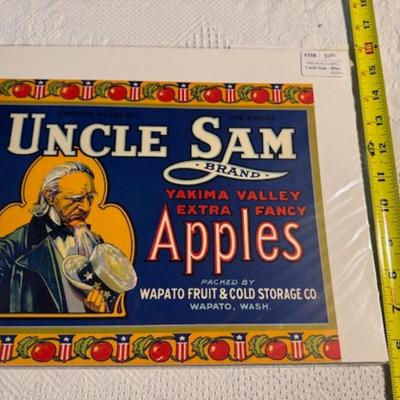 UNCLE SAM
BRAND
YAKIMA VALLEY
EXTRA FANCY
Apples
PACKED BY
WAPATO FRUIT & COLD STORAGE CO.
WAPATO, WASH.